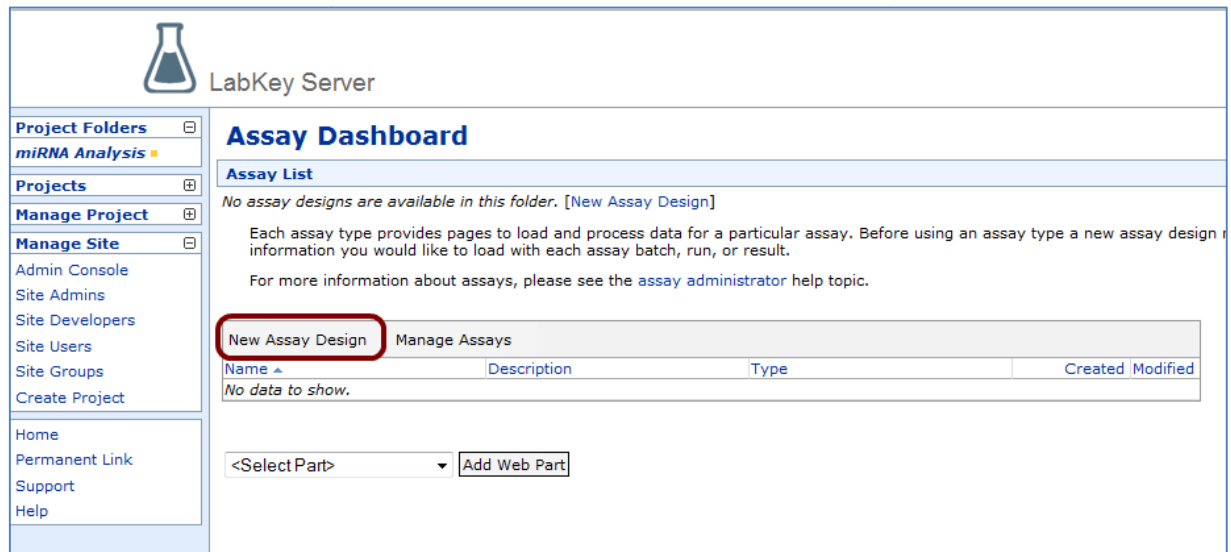 LabKey Server
Project Folders
miRNA Analysis
Projects
Manage Project
Manage Site
Admin Console
Site Admins
Site Developers
Site Users
Site Groups
Create Project
Home
Permanent Link
Support
Help
Assay Dashboard
Assay List
No assay designs are available in this folder. [New Assay Design]
Each assay type provides pages to load and process data for a particular assay. Before using an assay type a new assay design
information you would like to load with each assay batch, run, or result.
For more information about assays, please see the assay administrator help topic.
New Assay Design Manage Assays
Name Description Type Created Modified
No data to show.
<Select Part> Add Web Part